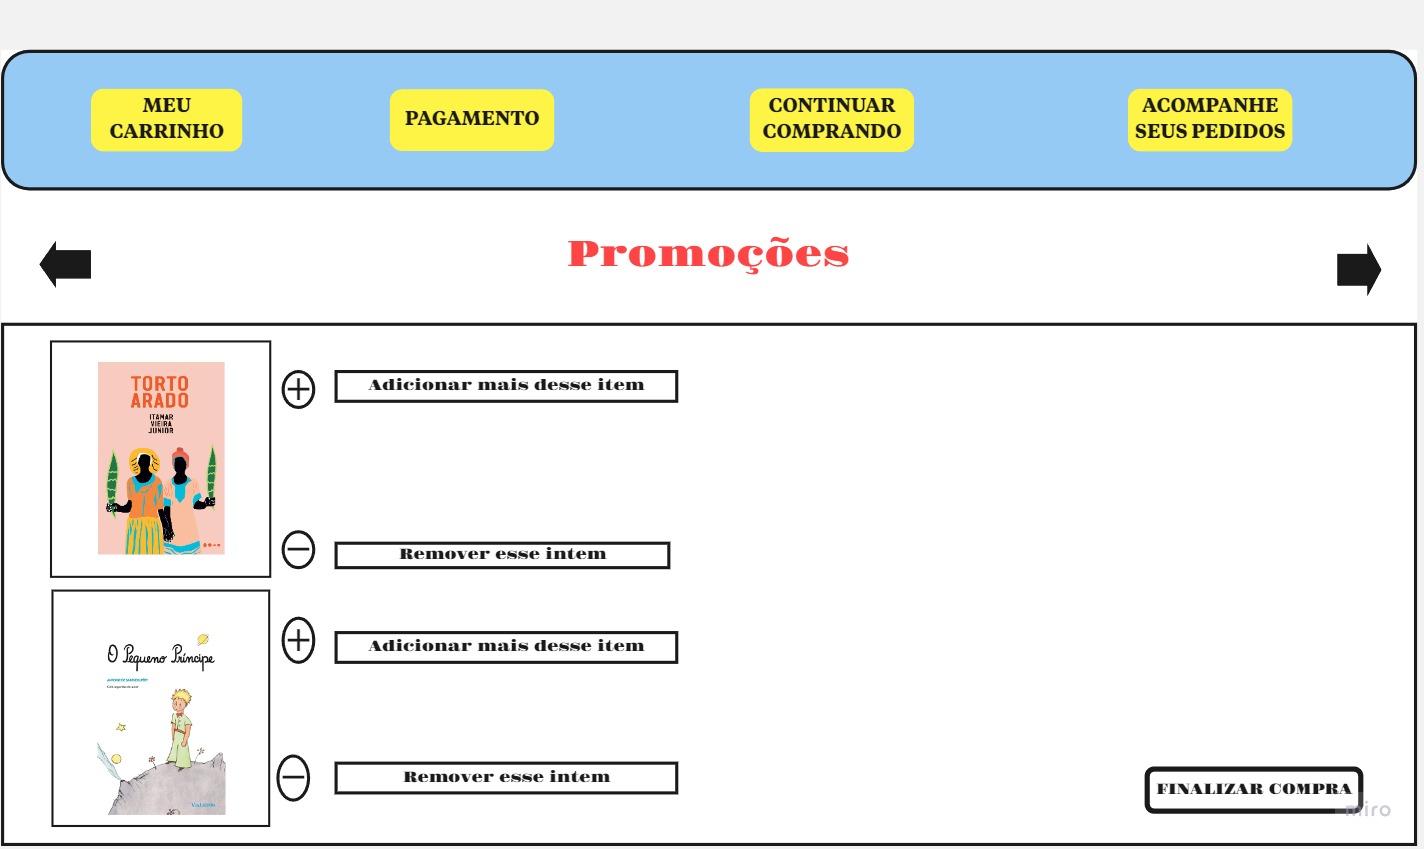 MEU
CARRINHO
PAGAMENTO
CONTINUAR
COMPRANDO
ACOMPANHE
SEUS PEDIDOS
Promoções
TORTO
ARADO
ITAMAR
VIEIRA
JUNIOR
Adicionar mais desse item
Remover esse intem
O Pequeno Príncipe
Adicionar mais desse item
Remover esse intem
FINALIZAR COMPRA
miro